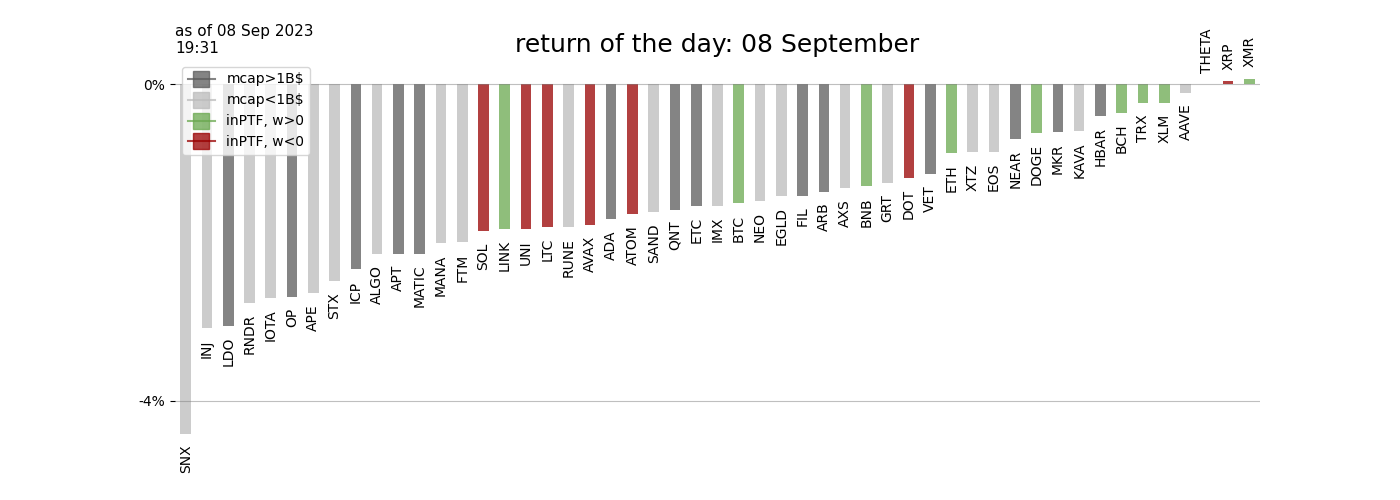 as of 08 Sep 2023
19:31
return of the day: 08 September
mcap>1B$
mcap<1B$
inPTF, w>0
inPTF, w<0
0%
-4%
SNX
INJ
LDO
RNDR
IOTA
OP
APE
STX
ICP
ALGO
APT
MATIC
MANA
FTM
SOL
LINK
UNI
LTC
RUNE
AVAX
ADA
ATOM
SAND
QNT
ETC
IMX
BTC
NEO
EGLD
FIL
ARB
AXS
BNB
GRT
DOT
VET
ETH
XTZ
EOS
NEAR
DOGE
MKR
KAVA
HBAR
BCH
TRX
XLM
AAVE
THETA
XRP
XMR